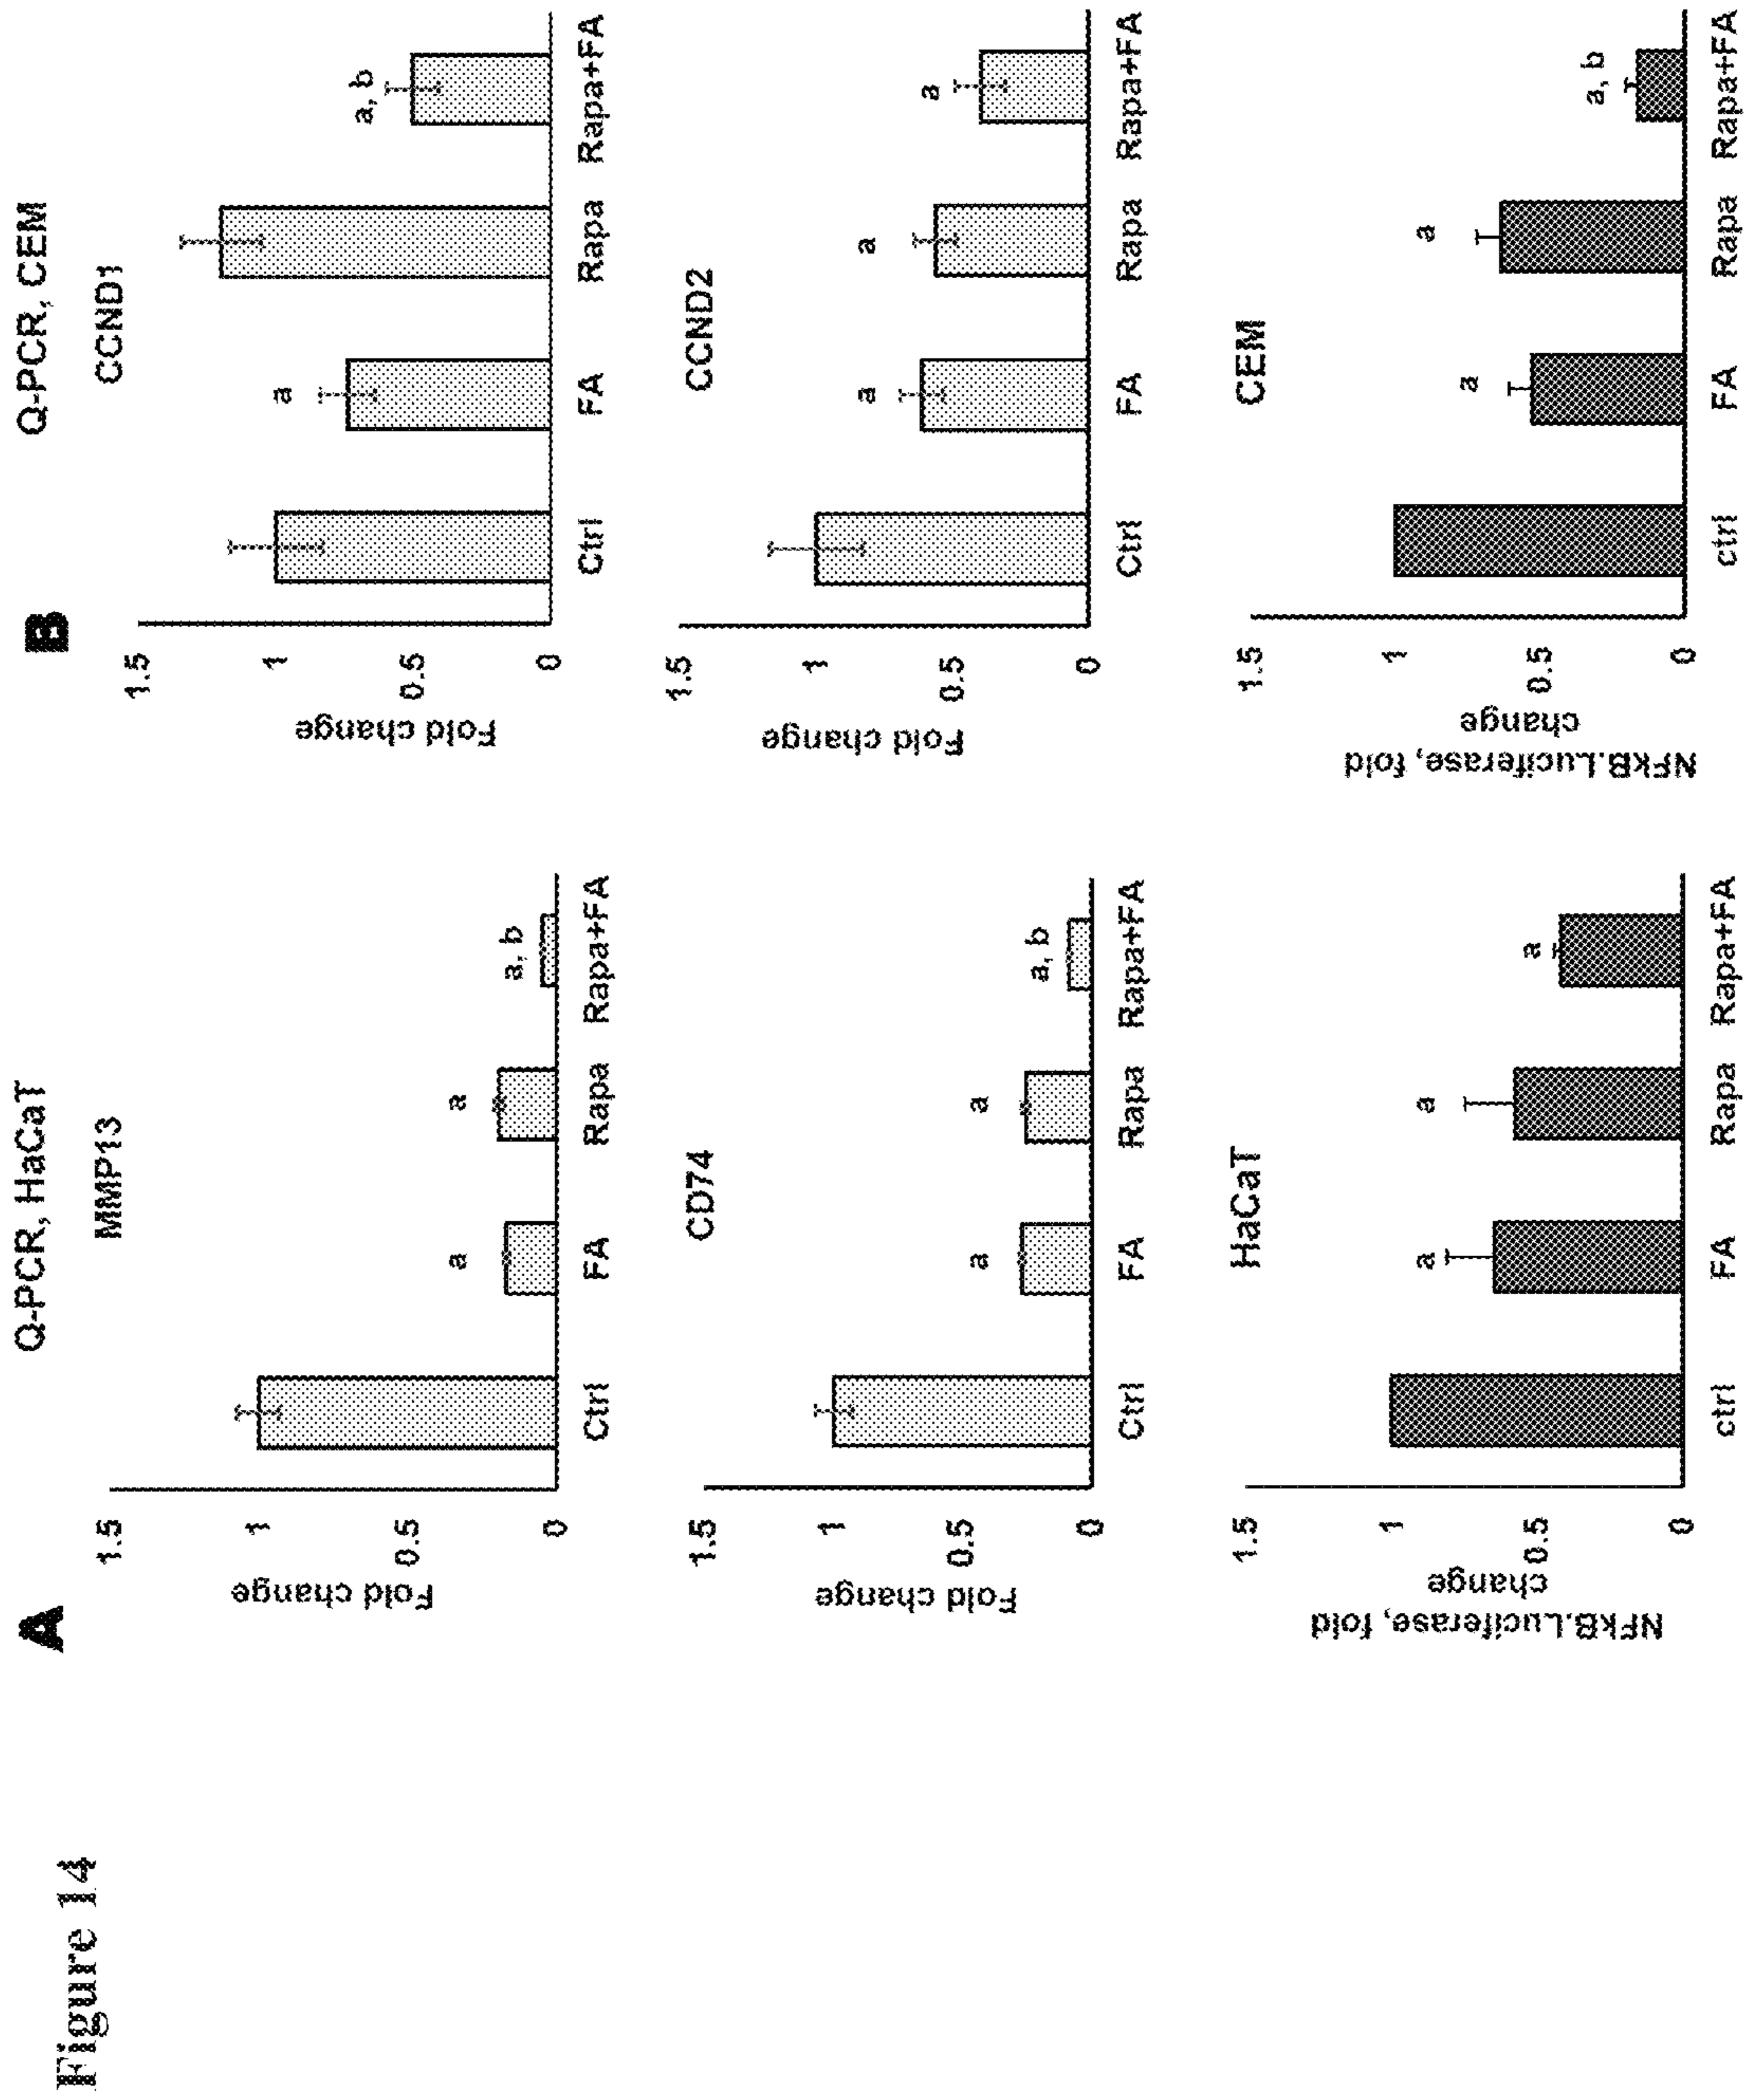 Figure 14
A
Q-PCR, HaCaT
MMP13
Fold change
1.5
1
0.5
0
a
a
a, b
Ctrl
FA
Rapa
Rapa+FA
CD74
Fold change
1.5
1
0.5
0
a
a
a, b
Ctrl
FA
Rapa
Rapa+FA
HaCaT
NFkB.Luciferase, fold
change
1.5
1
0.5
0
a
a
a
ctrl
FA
Rapa
Rapa+FA
B
Q-PCR, CEM
CCND1
Fold change
1.5
1
0.5
0
a
a, b
Ctrl
FA
Rapa
Rapa+FA
CCND2
Fold change
1.5
1
0.5
0
a
a
a
Ctrl
FA
Rapa
Rapa+FA
CEM
NFkB.Luciferase, fold
change
1.5
1
0.5
0
a
a
a, b
ctrl
FA
Rapa
Rapa+FA